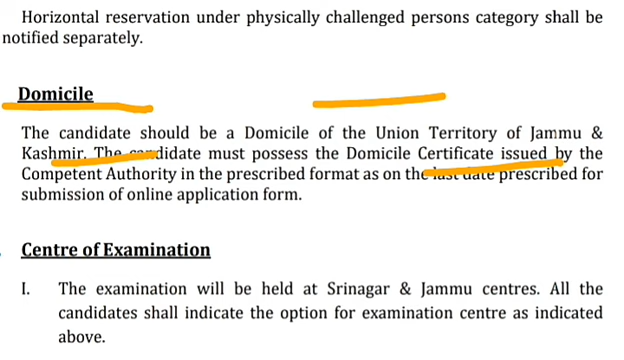 Horizontal reservation under physically challenged persons category shall be
notified separately.
Domicile
The candidate should be a Domicile of the Union Territory of Jammu &
Kashmir. The candidate must possess the Domicile Certificate issued by the
Competent Authority in the prescribed format as on the last date prescribed for
submission of online application form.
Centre of Examination
I. The examination will be held at Srinagar & Jammu centres. All the
candidates shall indicate the option for examination centre as indicated
above.